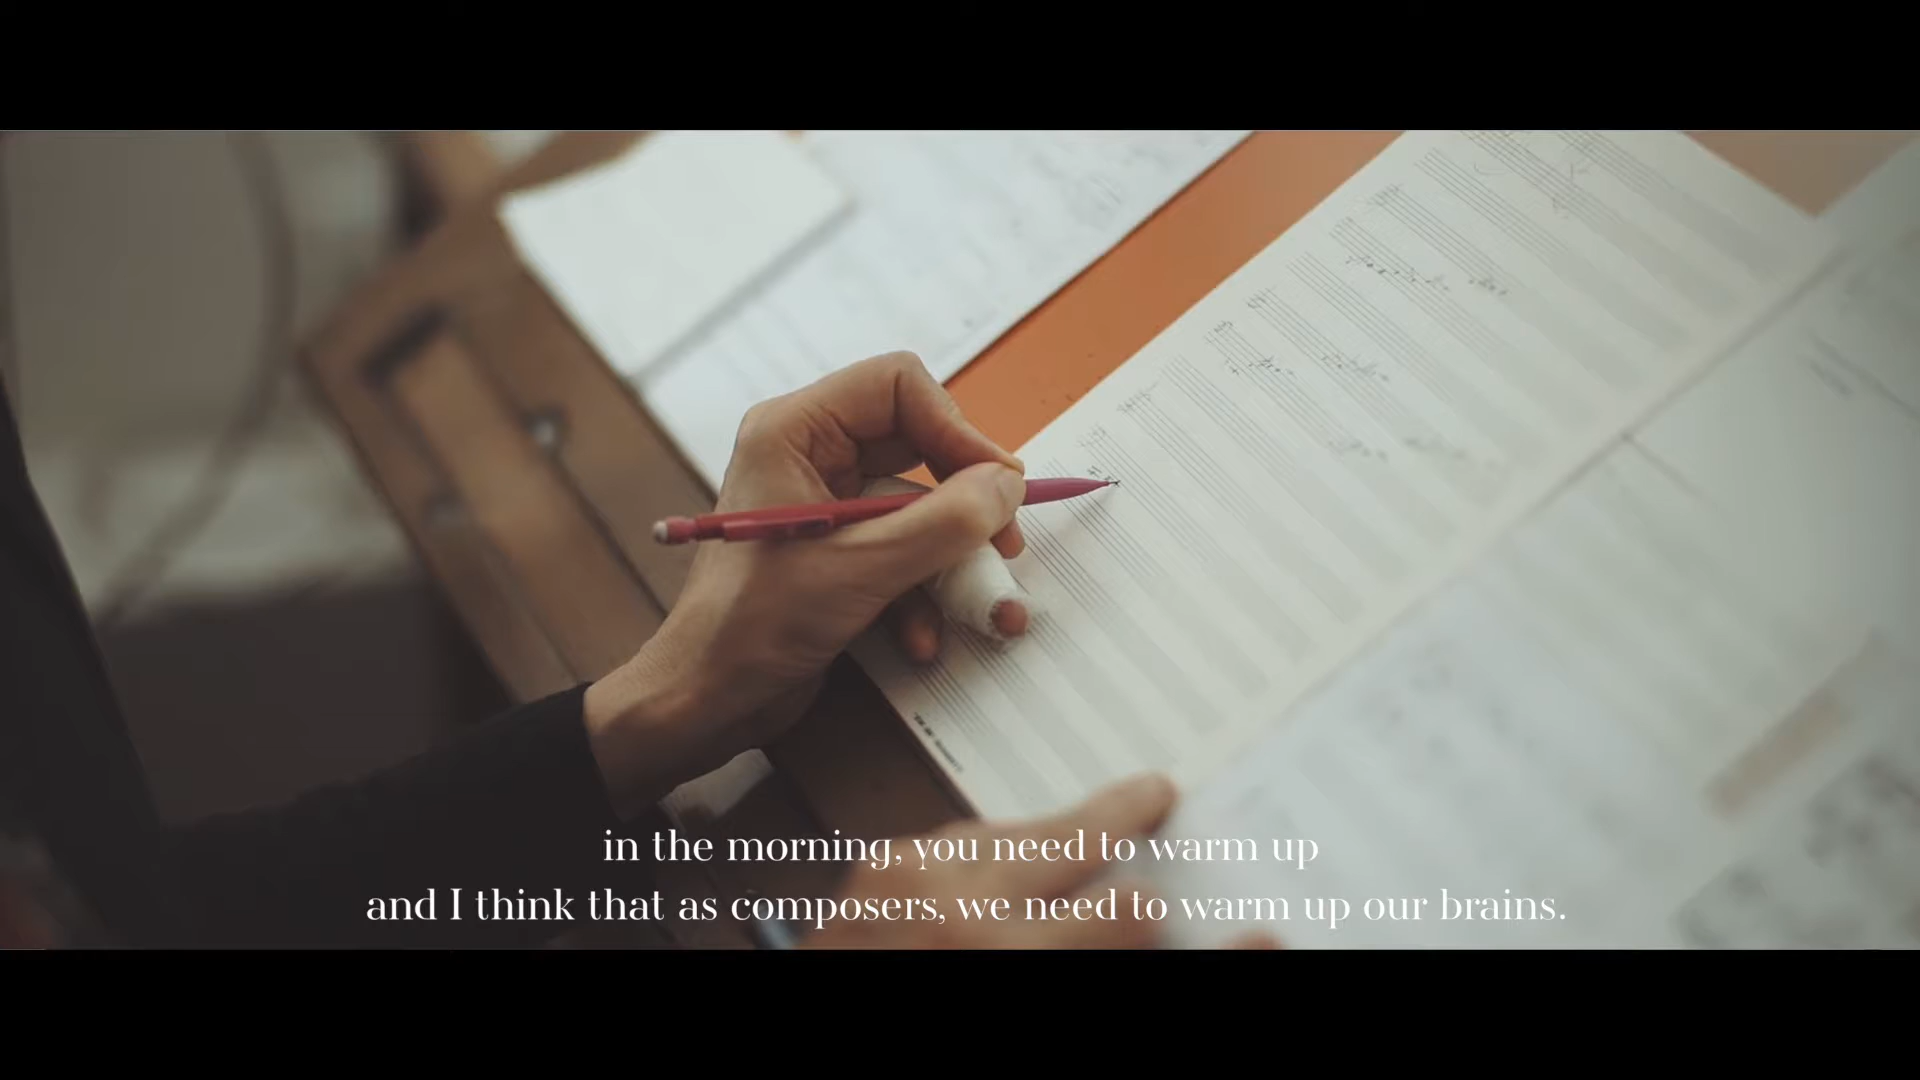 in the morning, you need to warm up
and I think that as composers, we need to warm up our brains.